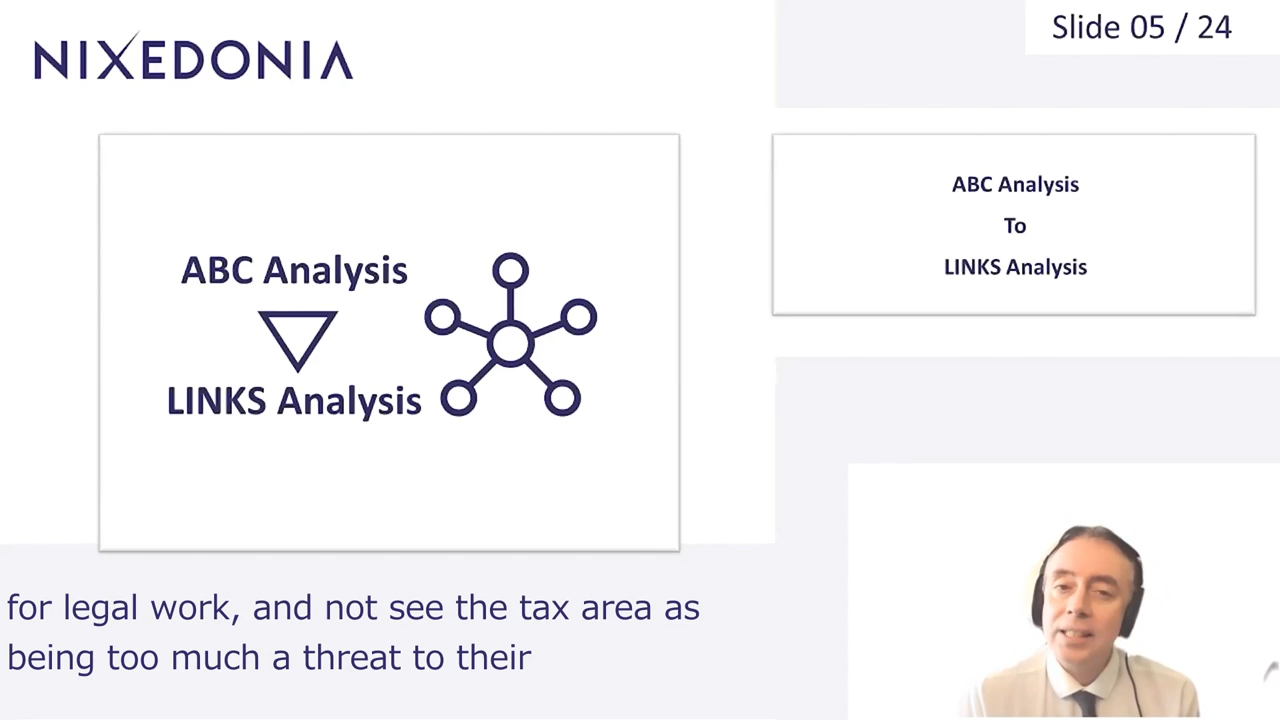 NIXEDONIA
Slide 05 / 24
ABC Analysis
LINKS Analysis
ABC Analysis
To
LINKS Analysis
for legal work, and not see the tax area as
being too much a threat to their